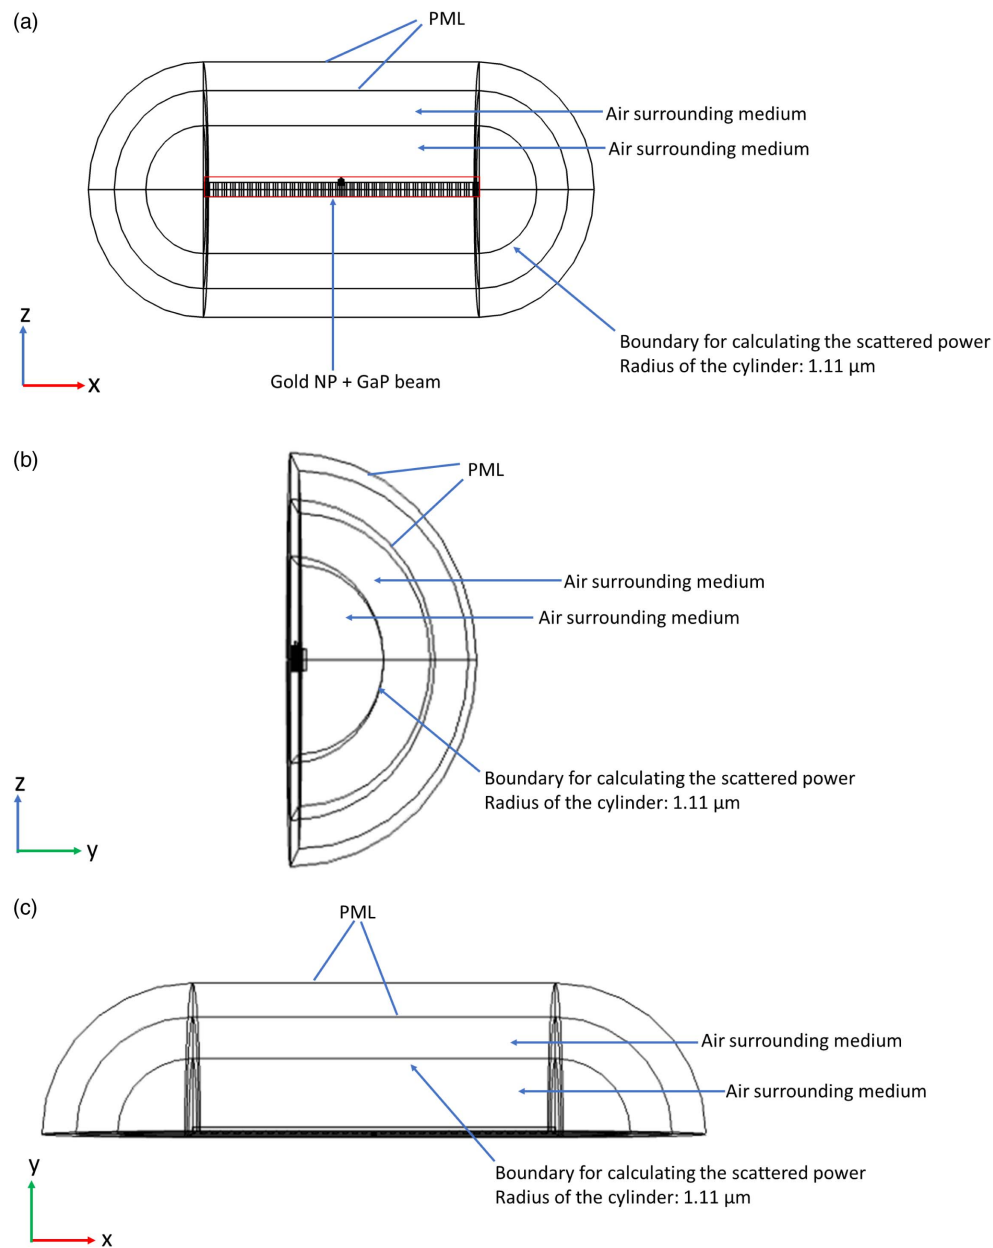 (a)
PML
Air surrounding medium
Air surrounding medium
Boundary for calculating the scattered power
Radius of the cylinder: 1.11 μm
z
x
Gold NP + GaP beam
(b)
PML
Air surrounding medium
Air surrounding medium
Boundary for calculating the scattered power
Radius of the cylinder: 1.11 μm
z
y
(c)
PML
Air surrounding medium
Air surrounding medium
Boundary for calculating the scattered power
Radius of the cylinder: 1.11 μm
y
x